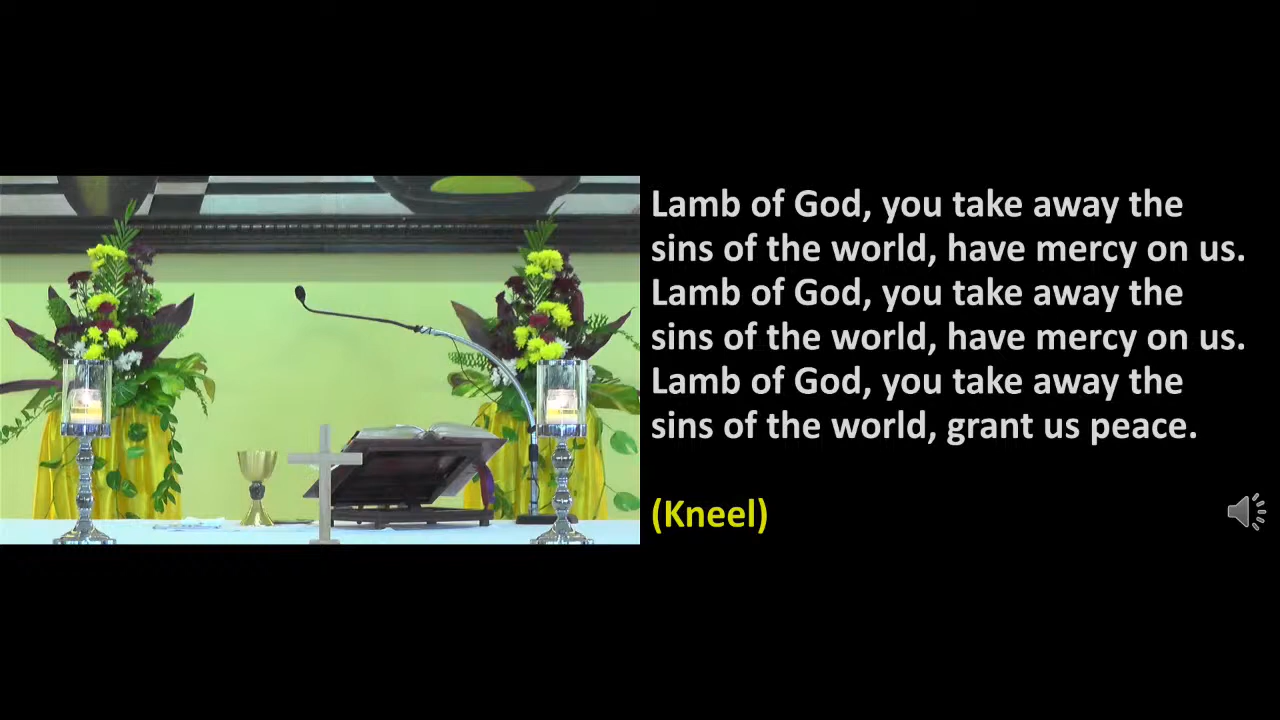 Lamb of God, you take away the
sins of the world, have mercy on us.
Lamb of God, you take away the
sins of the world, have mercy on us.
Lamb of God, you take away the
sins of the world, grant us peace.
(Kneel)